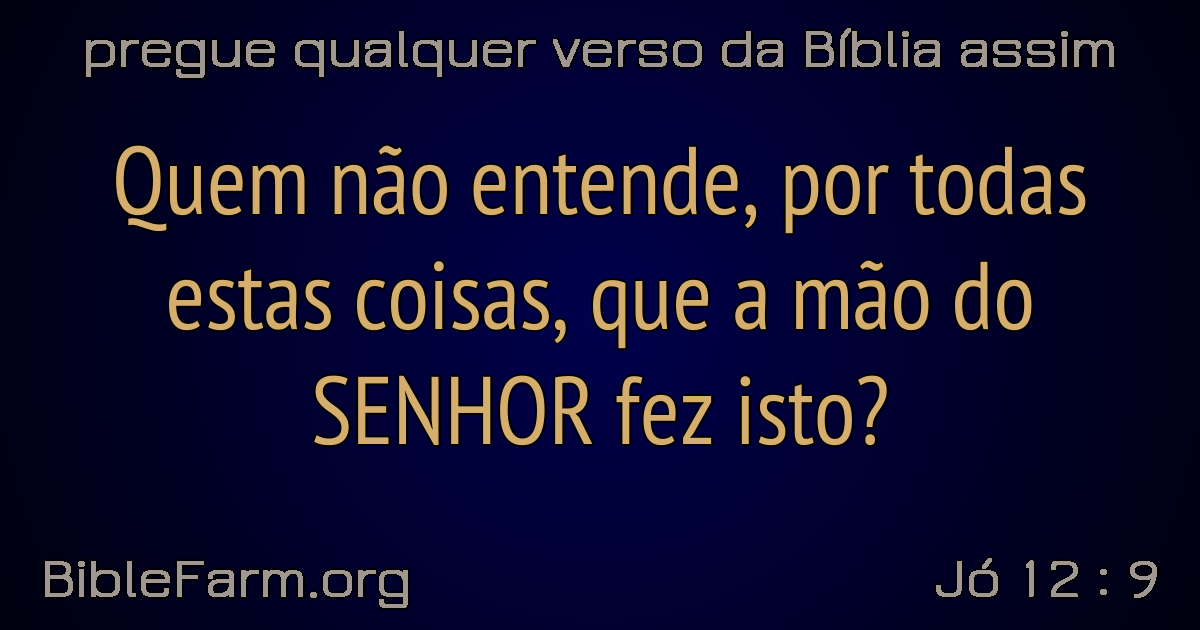 pregue qualquer verso da Bíblia assim
Quem não entende, por todas
estas coisas, que a mão do
SENHOR fez isto?
BibleFarm.org
Jó 12 : 9